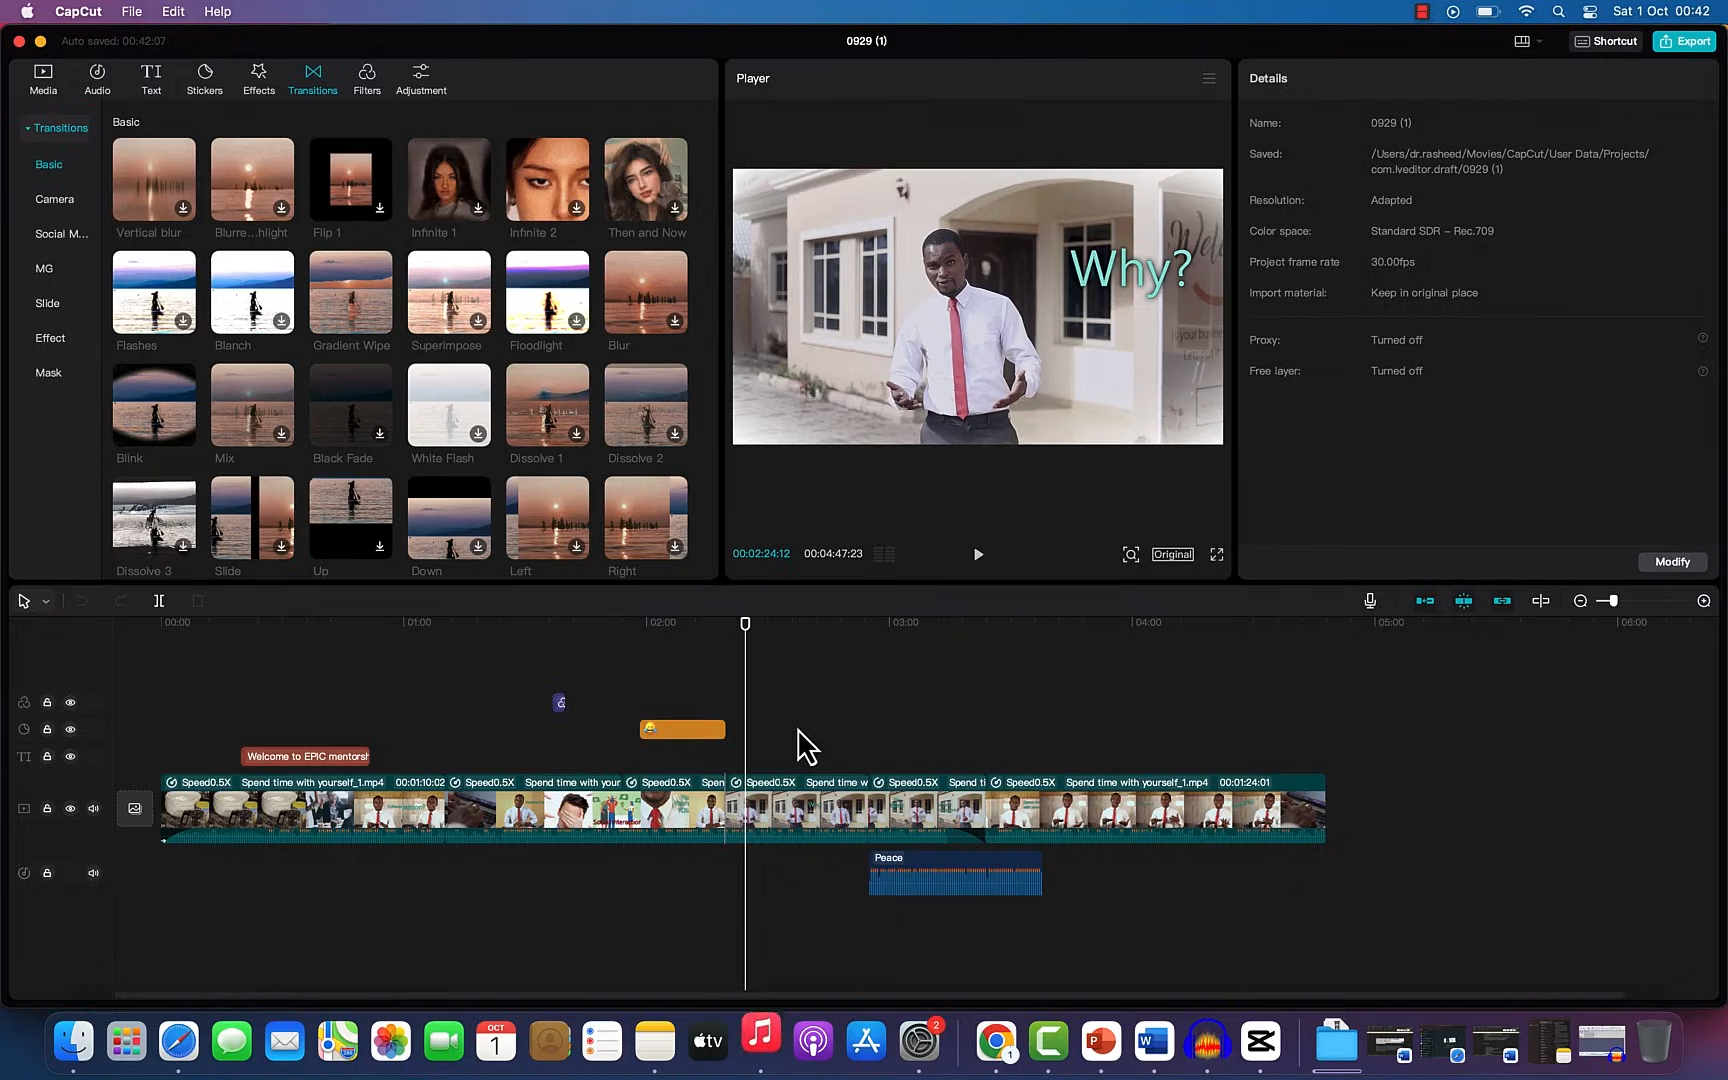 CapCut File Edit Help Sat 1 Oct 00:42
Auto saved: 00:42:07 0929 (1) Shortcut Export
Media Audio Text Stickers Effects Transitions Filters Adjustment
Transitions
Basic
Camera
Social M...
MG
Slide
Effect
Mask
Basic
Vertical blur Blurre...hlight Flip 1 Infinite 1 Infinite 2 Then and Now
Flashes Blanch Gradient Wipe Superimpose Floodlight Blur
Blink Mix Black Fade White Flash Dissolve 1 Dissolve 2
Dissolve 3 Slide Up Down Left Right
Player
Why?
00:02:24:12 00:04:47:23 Original
Details
Name: 0929 (1)
Saved: /Users/dr.rasheed/Movies/CapCut/User Data/Projects/
com.lveditor.draft/0929 (1)
Resolution: Adapted
Color space: Standard SDR – Rec.709
Project frame rate 30.00fps
Import material: Keep in original place
Proxy: Turned off
Free layer: Turned off
Modify
00:00 01:00 02:00 03:00 04:00 05:00 06:00
Welcome to EPIC mentorsh
Speed0.5X Spend time with yourself_1.mp4 00:01:10:02 Speed0.5X Spend time with your Speed0.5X Spen Speed0.5X Spend time w Speed0.5X Spend ti Speed0.5X Spend time with yourself_1.mp4 00:01:24:01
Peace
OCT
1
tv
2
1